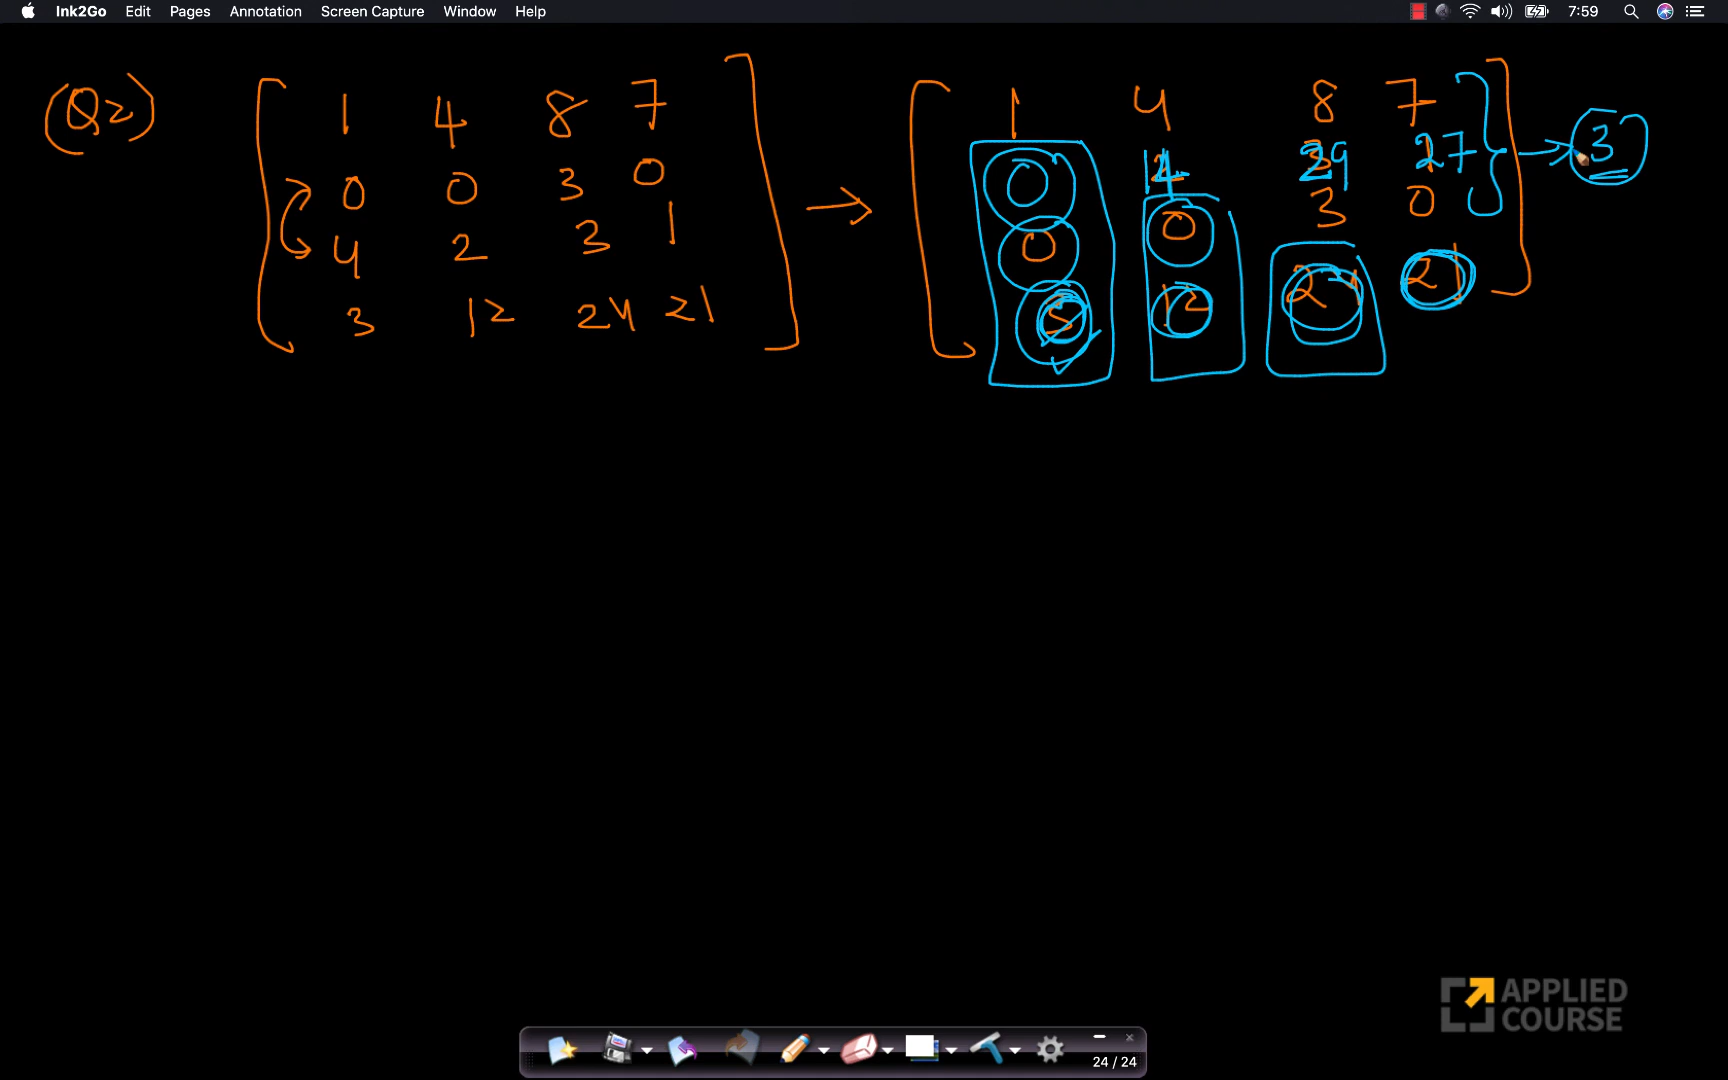 Ink2Go Edit Pages Annotation Screen Capture Window Help 7:59
(Q2) 1 4 8 7 → 1 4 8 7
0 0 3 0 0 14 29 27 → 3
4 2 3 1 0 0 3 0
3 12 24 21 3 12 24 21
APPLIED
COURSE
24 / 24